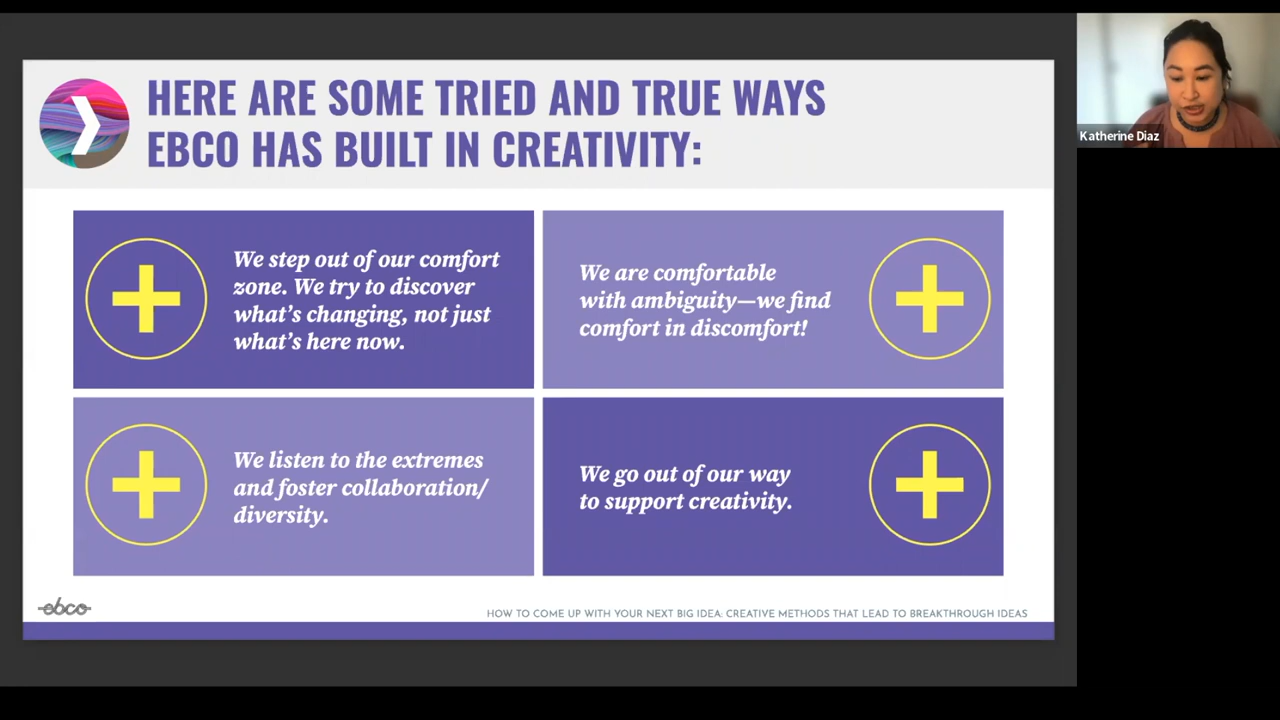 HERE ARE SOME TRIED AND TRUE WAYS
EBCO HAS BUILT IN CREATIVITY:
Katherine Diaz
We step out of our comfort
zone. We try to discover
what's changing, not just
what's here now.
We are comfortable
with ambiguity—we find
comfort in discomfort!
We listen to the extremes
and foster collaboration/
diversity.
We go out of our way
to support creativity.
ebco
HOW TO COME UP WITH YOUR NEXT BIG IDEA: CREATIVE METHODS THAT LEAD TO BREAKTHROUGH IDEAS